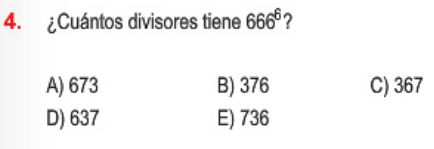 4. ¿Cuántos divisores tiene 666⁶?
A) 673 B) 376 C) 367
D) 637 E) 736